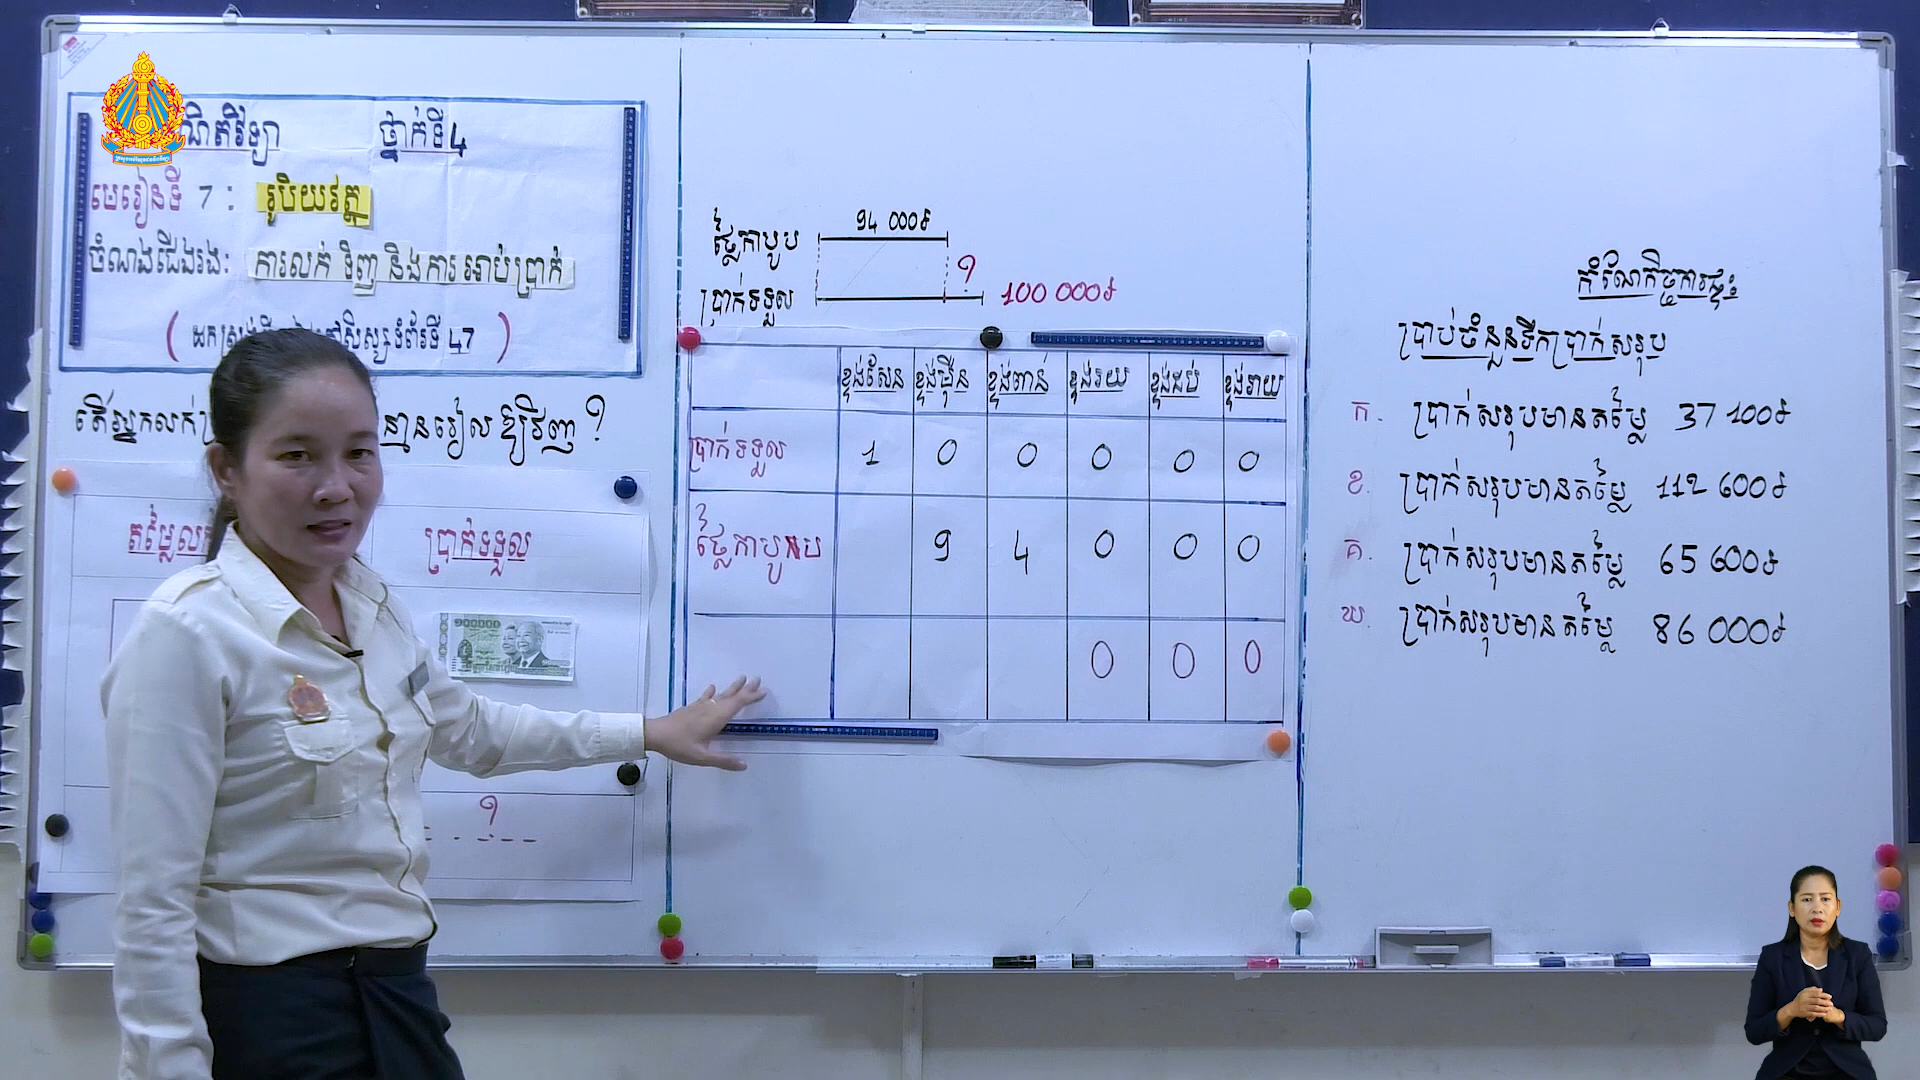 ណិតវិទ្យា ថ្នាក់ទី4
មេរៀនទី 7 : រូបិយវត្ថុ
ចំណងជើងរង: ការលក់ ទិញ និងការ អាប់ប្រាក់
សិស្សទំព័រទី 47 )
តើអ្នកលក់ ន្មានរៀល ឱ្យវិញ ?
តម្លៃលក់ ប្រាក់ទទួល
?
ថ្លៃកាបូប 94 000៛
?
ប្រាក់ទទួល 100 000៛
ខ្ទង់សែន ខ្ទង់ម៉ឺន ខ្ទង់ពាន់ ខ្ទង់រយ ខ្ទង់ដប់ ខ្ទង់រាយ
ប្រាក់ទទួល 1 0 0 0 0 0
ថ្លៃកាបូប 9 4 0 0 0
0 0 0
កំណែកិច្ចការផ្ទះ
ប្រាប់ចំនួនទឹកប្រាក់សរុប
ក. ប្រាក់សរុបមានតម្លៃ 37 100៛
ខ. ប្រាក់សរុបមានតម្លៃ 112 600៛
គ. ប្រាក់សរុបមានតម្លៃ 65 600៛
ឃ. ប្រាក់សរុបមានតម្លៃ 86 000៛